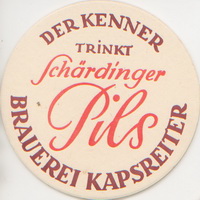 DER KENNER
TRiNKT
Schärdinger
Pils
BRAUEREI KAPSREITER